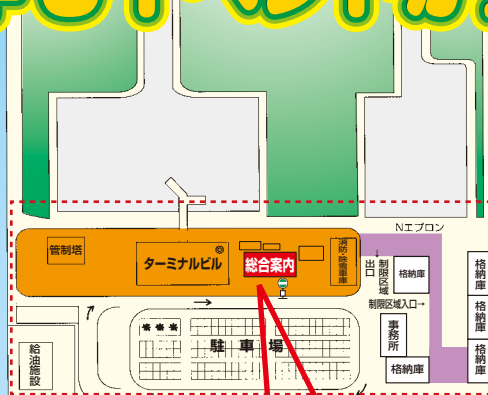 Nエプロン
管制塔
ターミナルビル
総合案内
消防・除雪車庫
↓制限区域
出口
格納庫
格納庫
制限区域入口→
格納庫
事務所
駐車場
給油施設
格納庫
格納庫